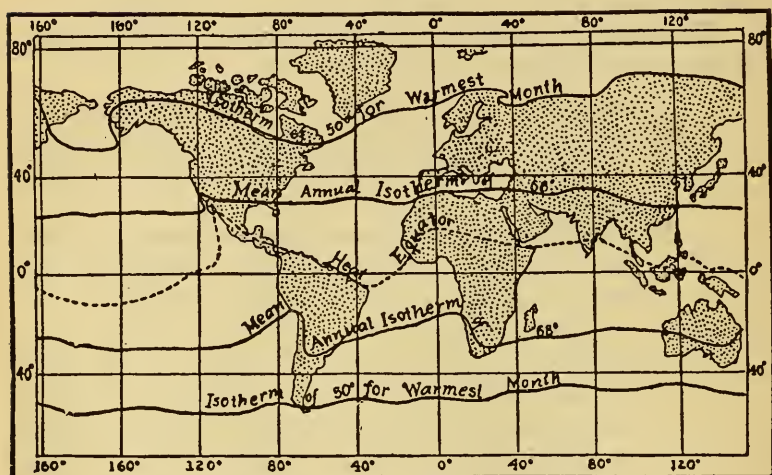 160° 160° 120° 80° 40° 0° 40° 80° 120°
80° 80°
Isotherm of 50° for Warmest Month
40° 40°
Mean Annual Isotherm of 68°
Heat Equator
0° 0°
Mean Annual Isotherm 68°
40° 40°
Isotherm of 50° for Warmest Month
160° 160° 120° 80° 40° 0° 40° 80° 120°